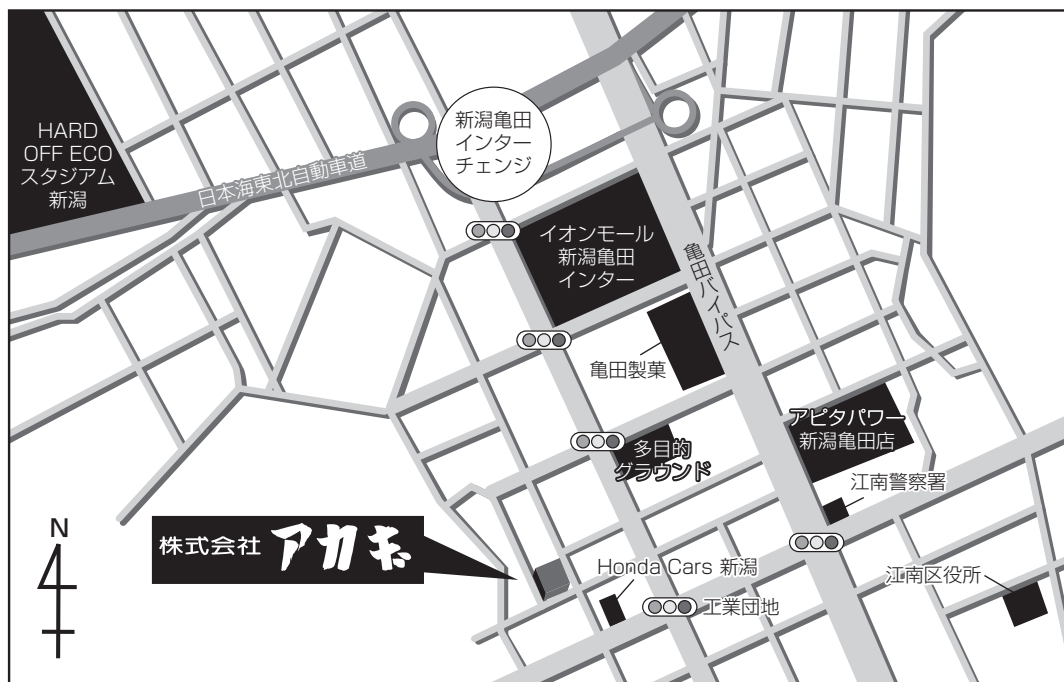 HARD
OFF ECO
スタジアム
新潟
日本海東北自動車道
新潟亀田
インター
チェンジ
イオンモール
新潟亀田
インター
亀田バイパス
亀田製菓
アピタパワー
新潟亀田店
多目的
グラウンド
江南警察署
N
株式会社 アカギ
Honda Cars 新潟
工業団地
江南区役所